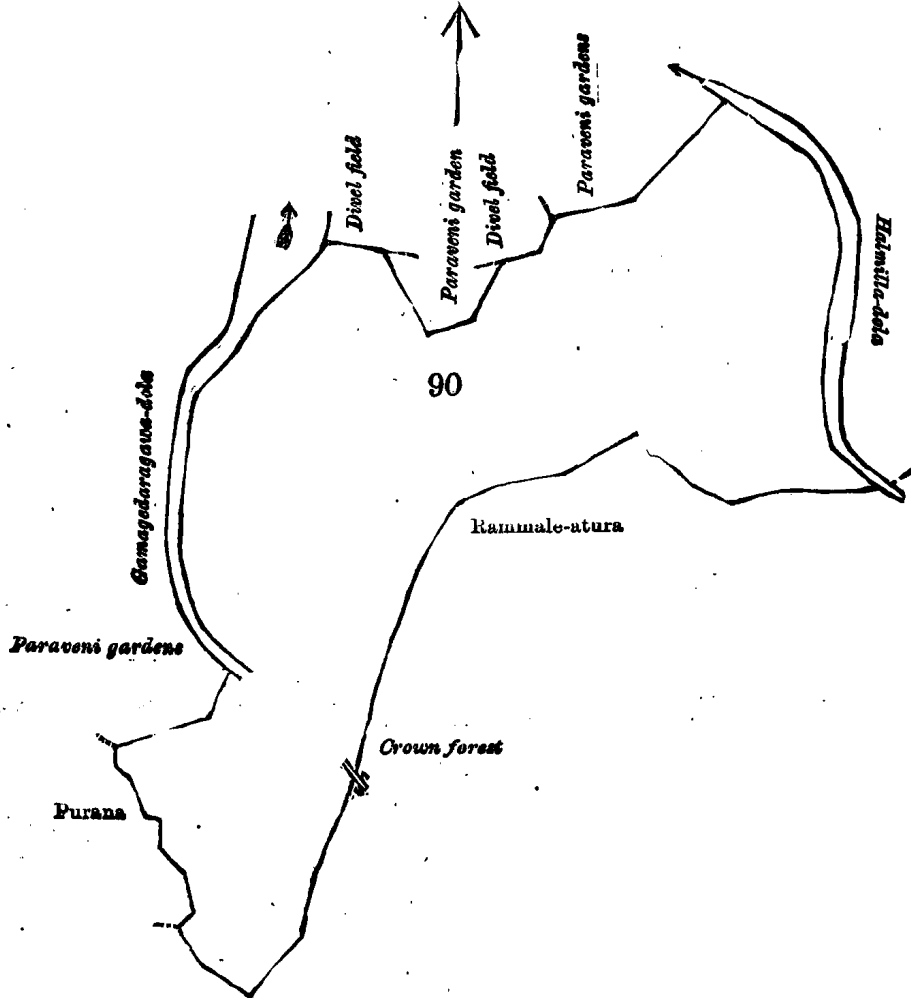 Paraveni gardens
Divel field
Paraveni garden
Divel field
Halmilla-dola
90
Gamagedaragawa-dola
Rammale-atura
Paraveni gardens
Crown forest
Purana